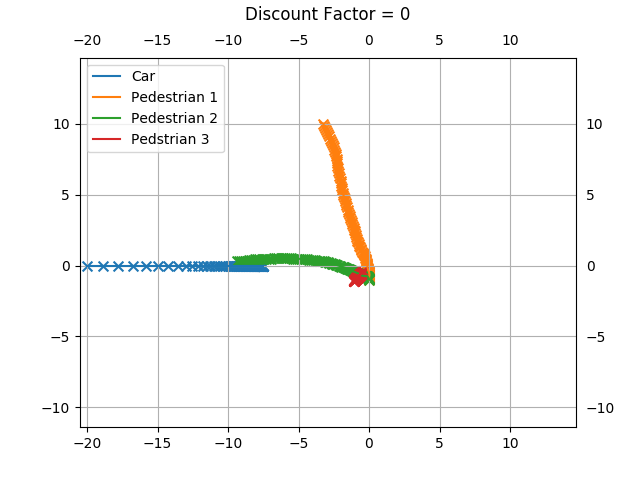 Discount Factor = 0
−20 −15 −10 −5 0 5 10
Car
Pedestrian 1
Pedestrian 2
Pedstrian 3
10 10
5 5
0 0
−5 −5
−10 −10
−20 −15 −10 −5 0 5 10